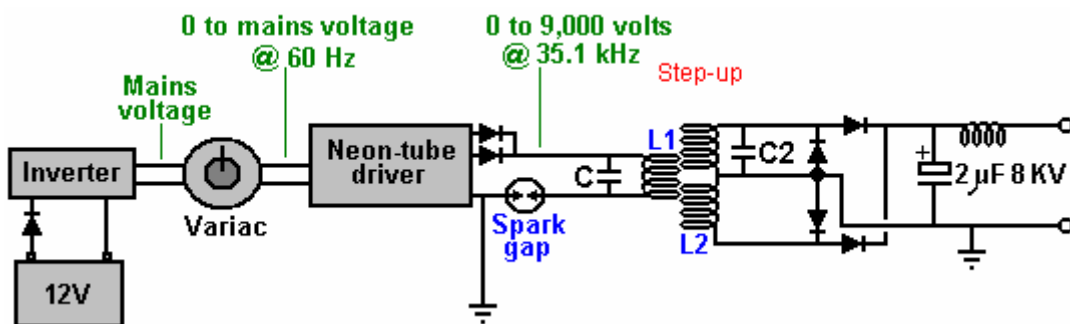 0 to mains voltage
@ 60 Hz
0 to 9,000 volts
@ 35.1 kHz
Step-up
Mains
voltage
Inverter
Variac
Neon-tube
driver
C
Spark
gap
L1
L2
C2
+
2 µF 8 KV
12V